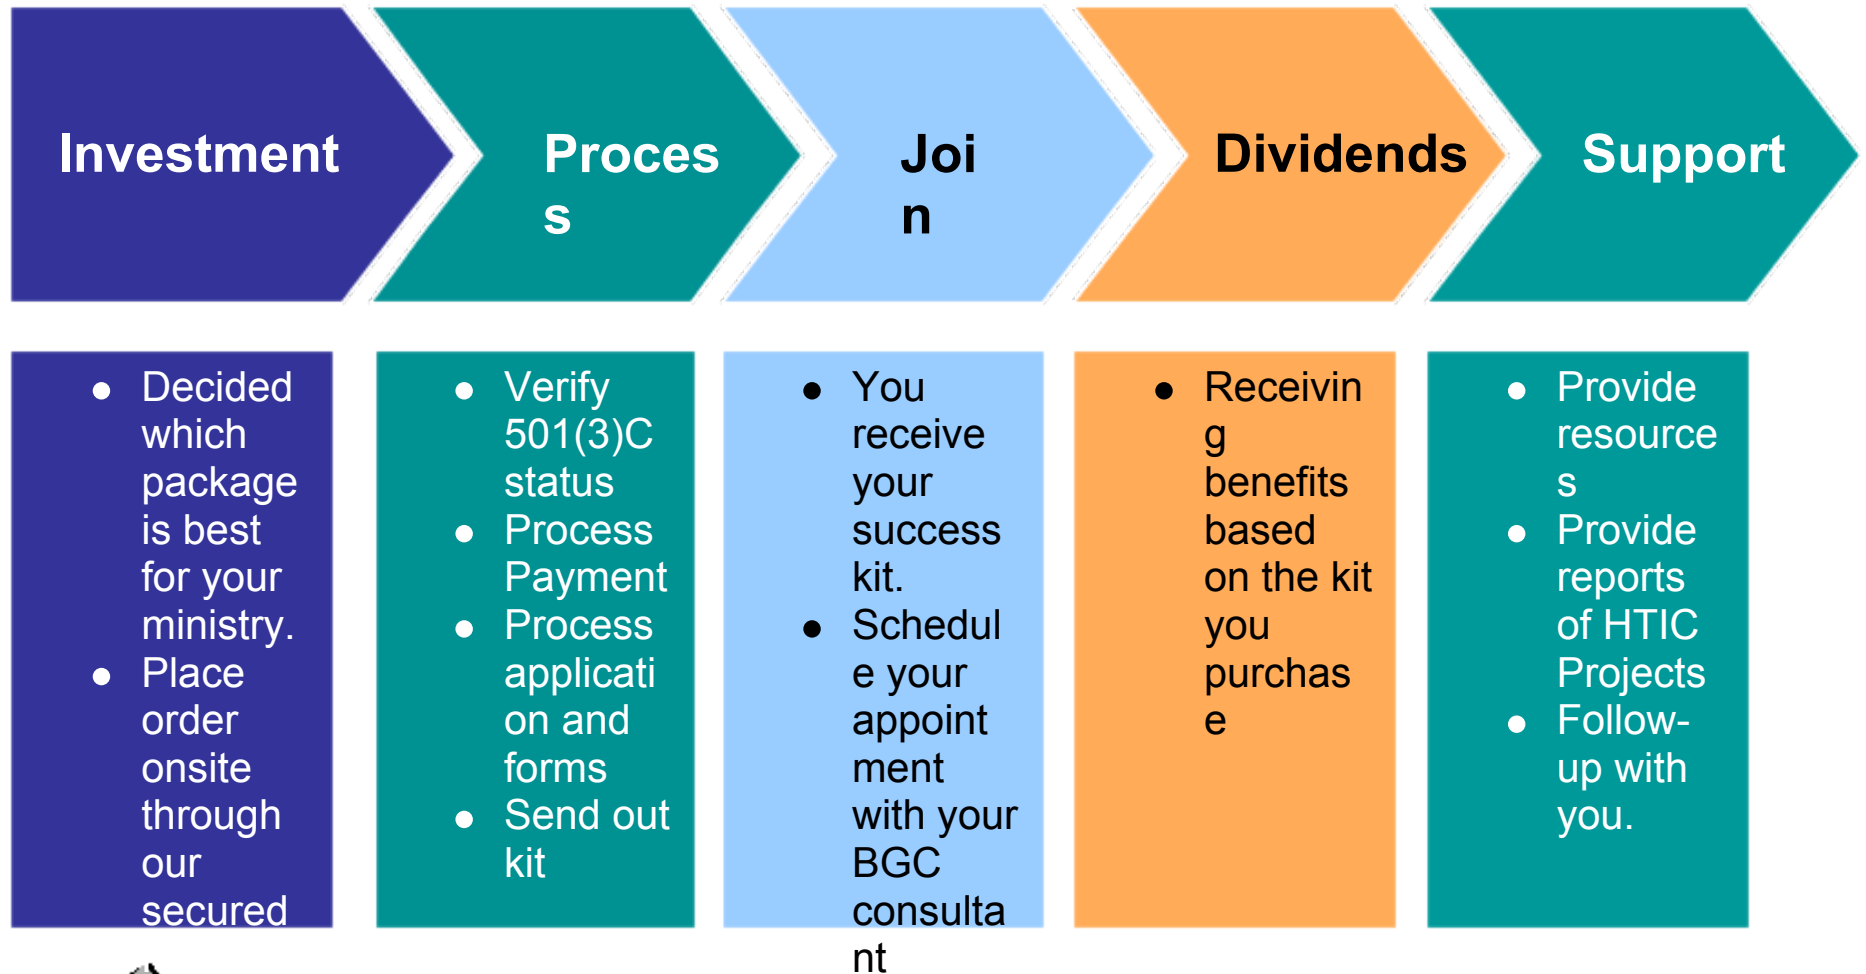 Investment
Proces
s
Joi
n
Dividends
Support
● Decided
which
package
is best
for your
ministry.
● Place
order
onsite
through
our
secured
● Verify
501(3)C
status
● Process
Payment
● Process
applicati
on and
forms
● Send out
kit
● You
receive
your
success
kit.
● Schedul
e your
appoint
ment
with your
BGC
consulta
nt
● Receivin
g
benefits
based
on the kit
you
purchas
e
● Provide
resource
s
● Provide
reports
of HTIC
Projects
● Follow-
up with
you.